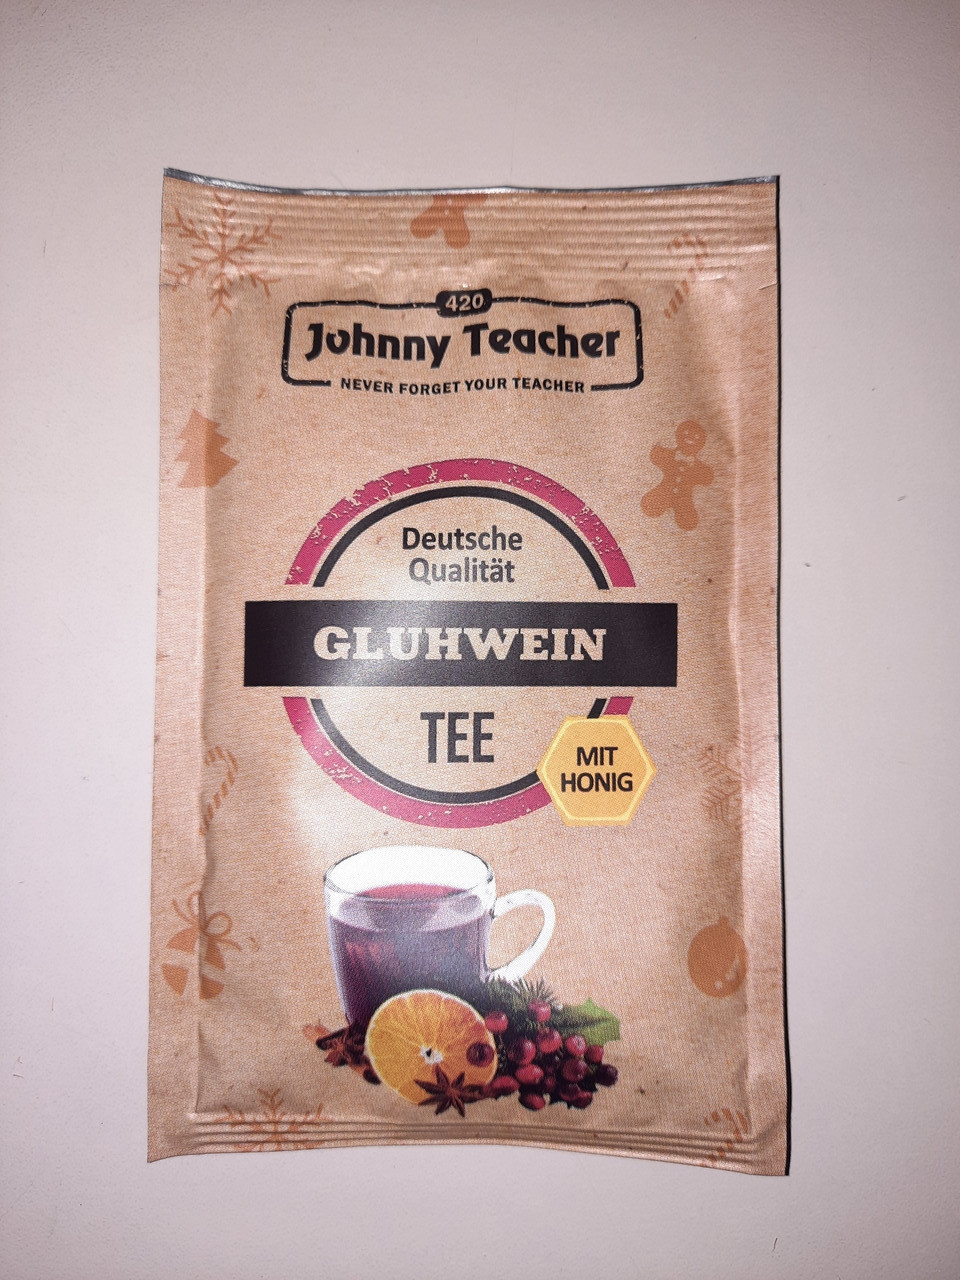 420
Johnny Teacher
NEVER FORGET YOUR TEACHER
Deutsche
Qualität
GLUHWEIN
TEE
MIT
HONIG